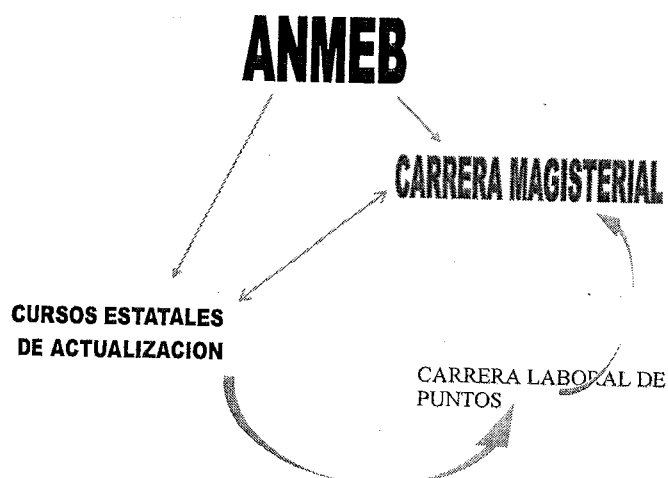 ANMEB
CARRERA MAGISTERIAL
CURSOS ESTATALES
DE ACTUALIZACION
CARRERA LABORAL DE
PUNTOS